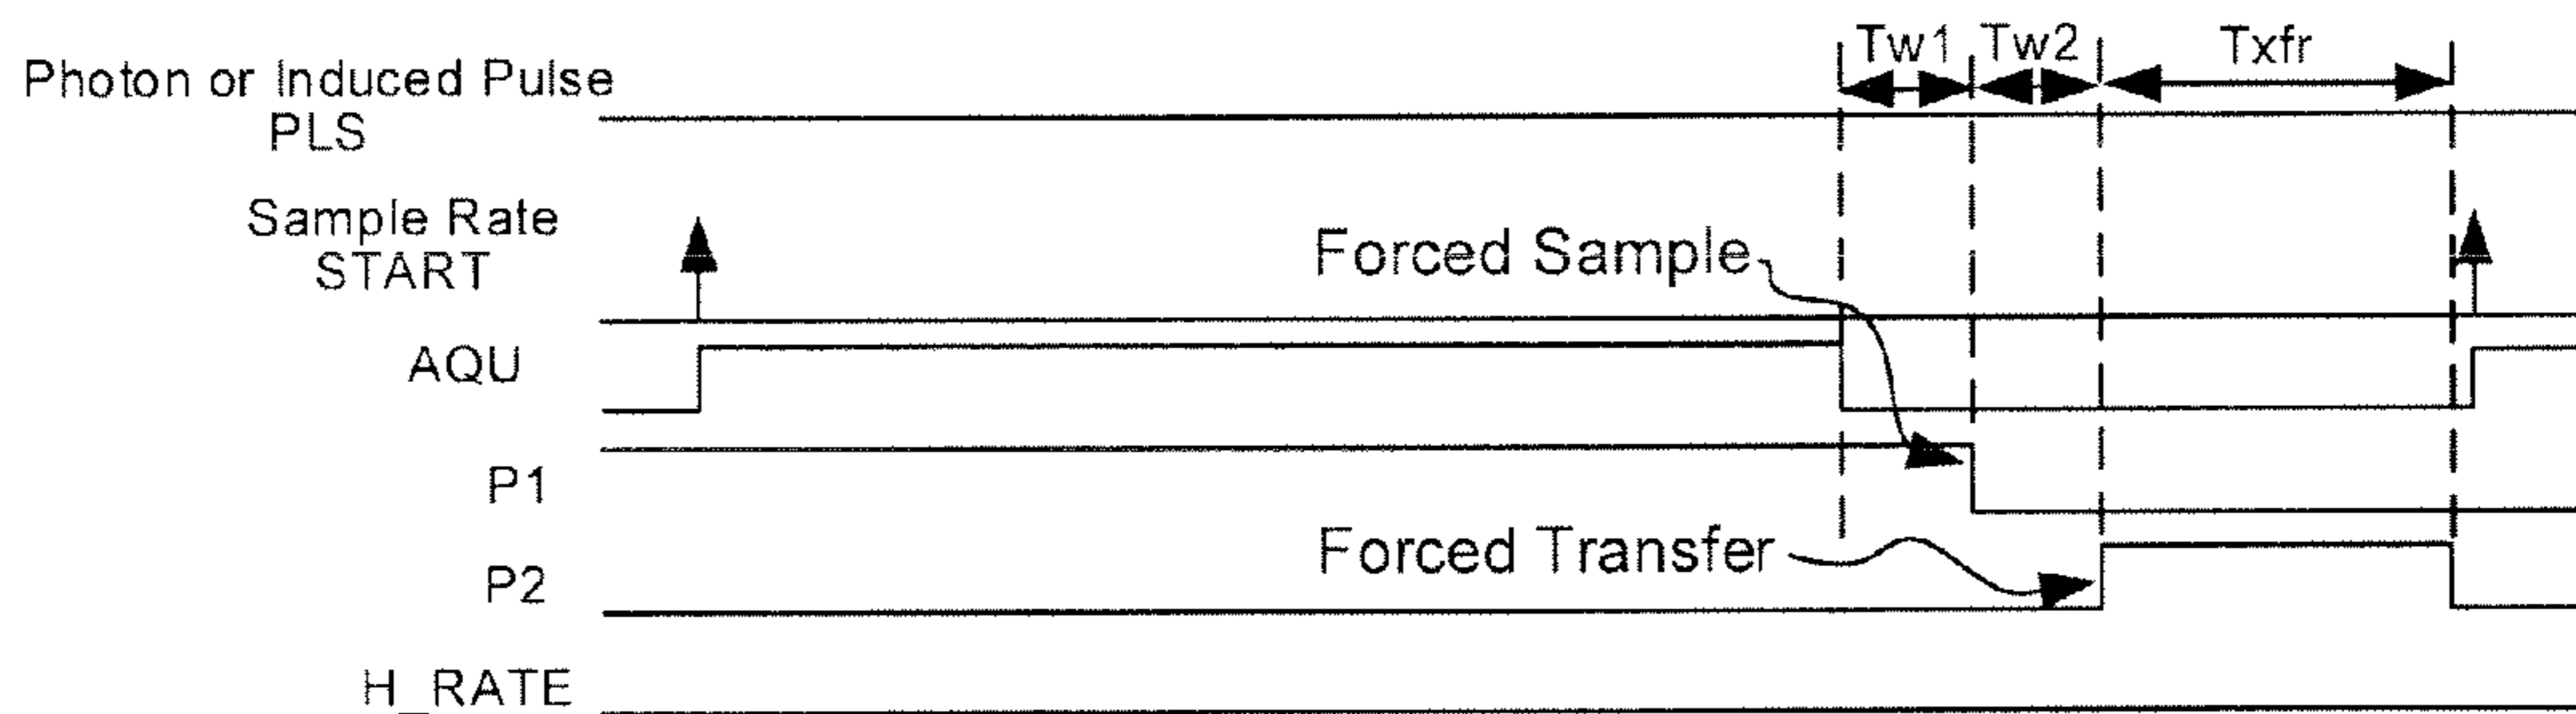 Tw1 Tw2 Txfr
Photon or Induced Pulse
PLS
Sample Rate
START
Forced Sample
AQU
P1
Forced Transfer
P2
H_RATE